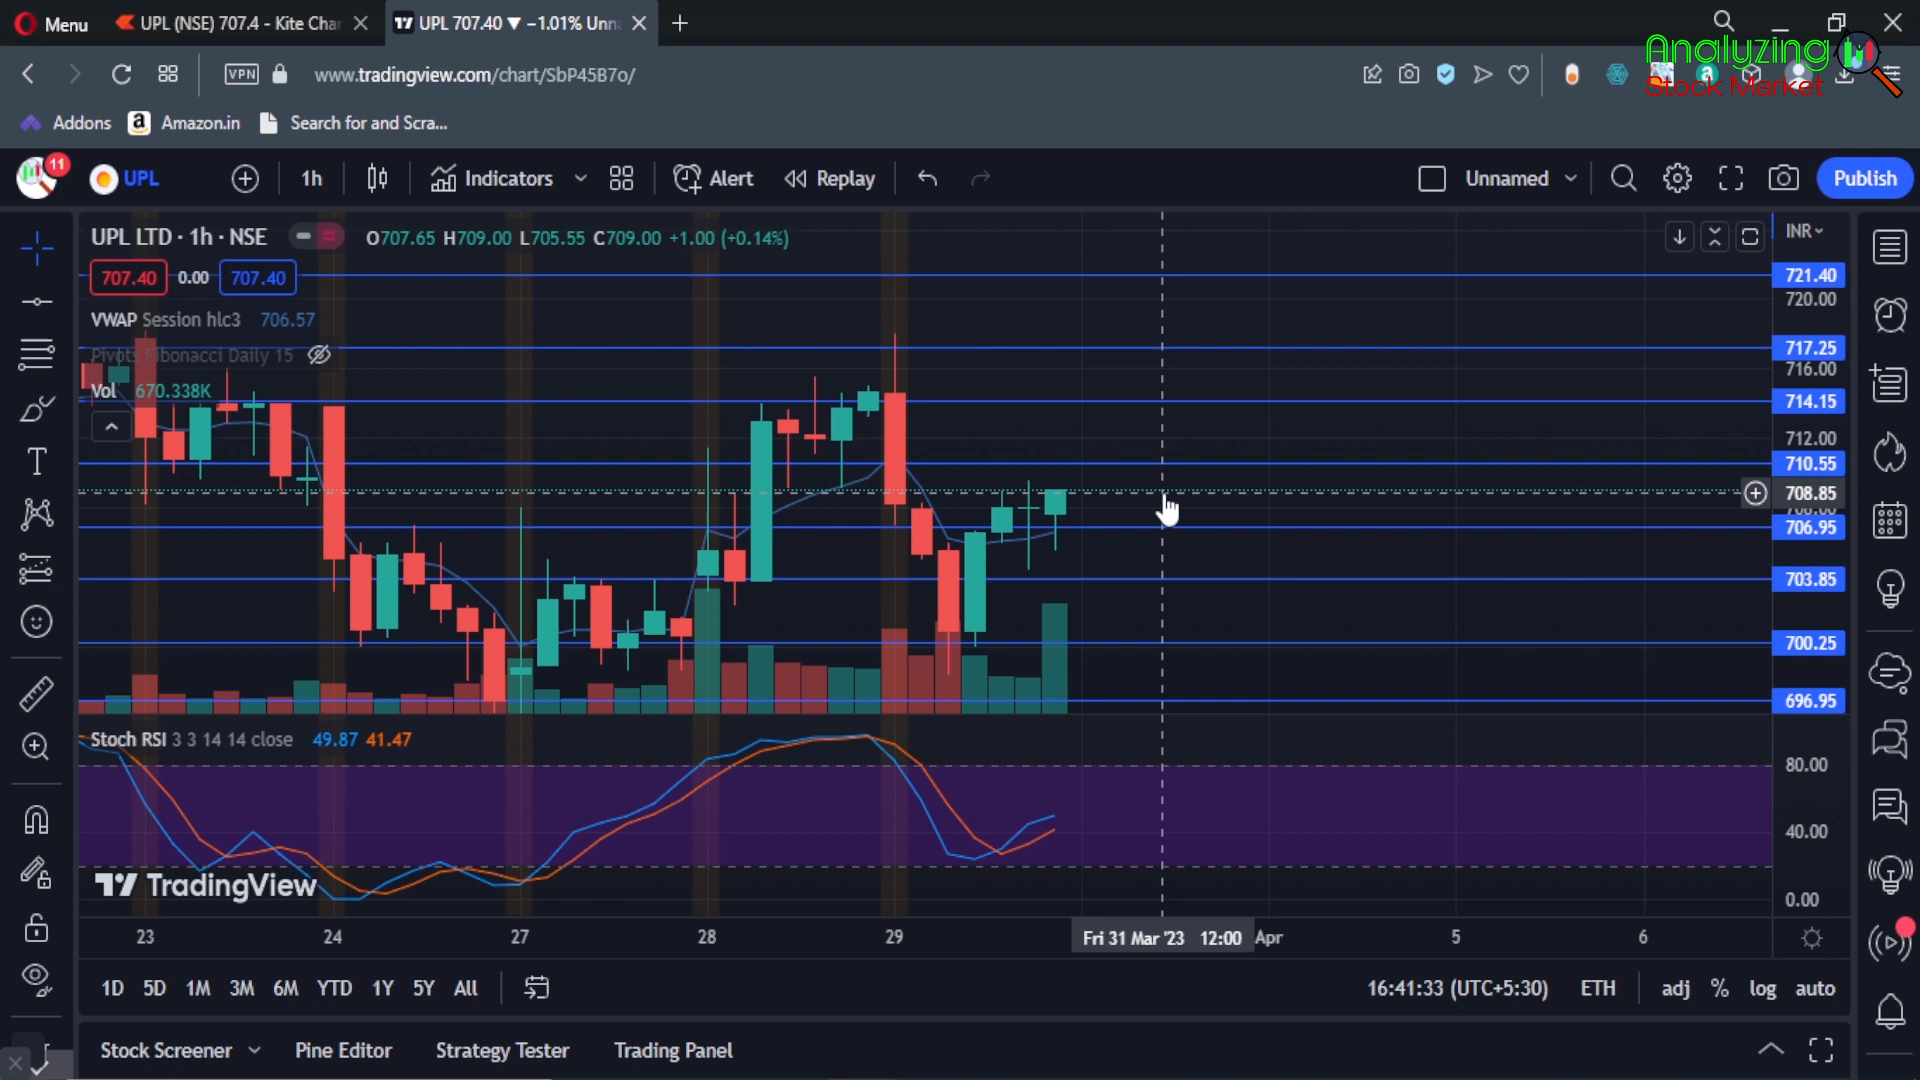 Menu
UPL (NSE) 707.4 - Kite Char
UPL 707.40 ▼ −1.01% Unna
VPN
www.tradingview.com/chart/SbP45B7o/
Analyzing
Stock Market
Addons
Amazon.in
Search for and Scra...
11
UPL
1h
Indicators
Alert
Replay
Unnamed
Publish
UPL LTD · 1h · NSE
O707.65 H709.00 L705.55 C709.00 +1.00 (+0.14%)
INR
707.40 0.00 707.40
721.40
720.00
VWAP Session hlc3 706.57
717.25
Pivots Fibonacci Daily 15
716.00
Vol 670.338K
714.15
712.00
710.55
708.85
706.95
703.85
700.25
696.95
Stoch RSI 3 3 14 14 close 49.87 41.47
80.00
40.00
TradingView
0.00
23 24 27 28 29 Fri 31 Mar '23 12:00 Apr 5 6
1D 5D 1M 3M 6M YTD 1Y 5Y All
16:41:33 (UTC+5:30) ETH adj % log auto
Stock Screener Pine Editor Strategy Tester Trading Panel